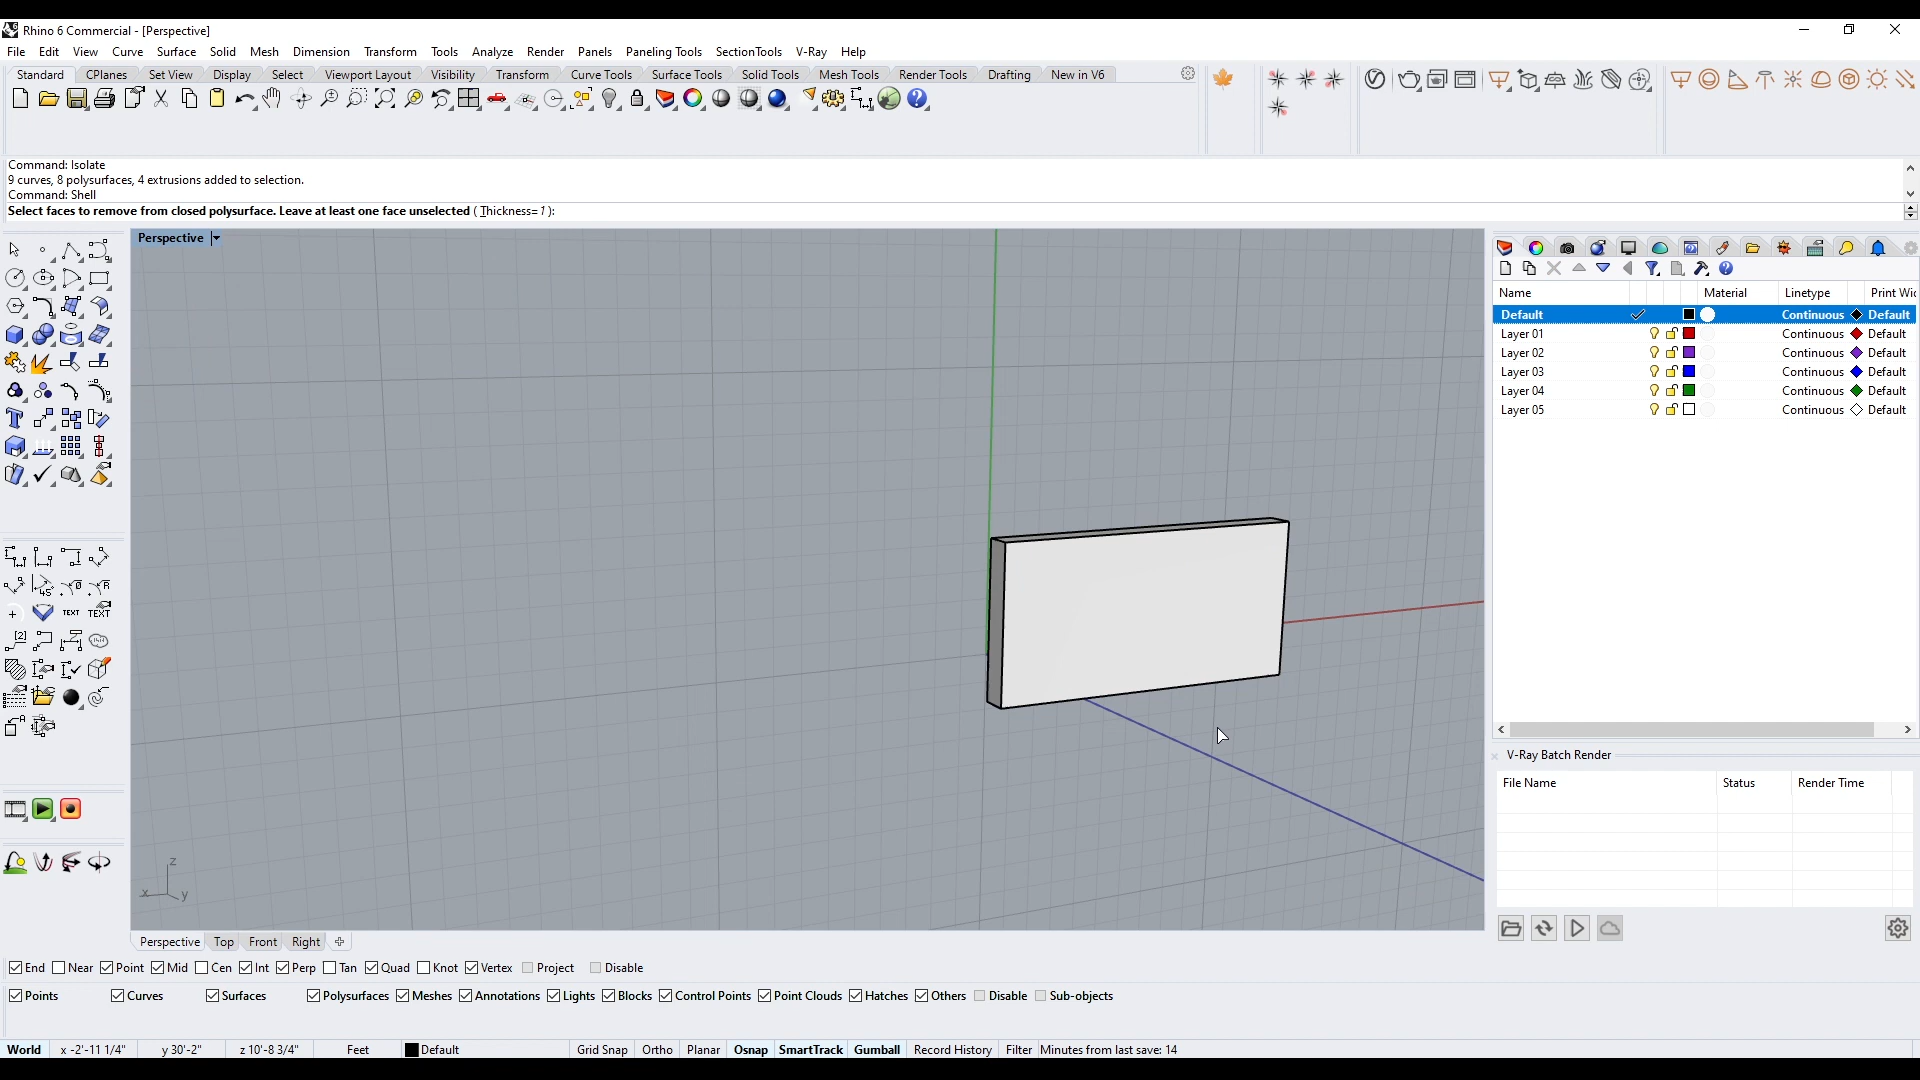 Rhino 6 Commercial - [Perspective]
File Edit View Curve Surface Solid Mesh Dimension Transform Tools Analyze Render Panels Paneling Tools SectionTools V-Ray Help
Standard CPlanes Set View Display Select Viewport Layout Visibility Transform Curve Tools Surface Tools Solid Tools Mesh Tools Render Tools Drafting New in V6
Command: Isolate
9 curves, 8 polysurfaces, 4 extrusions added to selection.
Command: Shell
Select faces to remove from closed polysurface. Leave at least one face unselected ( Thickness=1 ):
Perspective
Name Material Linetype Print Wi
Default Continuous Default
Layer 01 Continuous Default
Layer 02 Continuous Default
Layer 03 Continuous Default
Layer 04 Continuous Default
Layer 05 Continuous Default
TEXT TEXT
V-Ray Batch Render
File Name Status Render Time
z
x y
Perspective Top Front Right
End Near Point Mid Cen Int Perp Tan Quad Knot Vertex Project Disable
Points Curves Surfaces Polysurfaces Meshes Annotations Lights Blocks Control Points Point Clouds Hatches Others Disable Sub-objects
World x -2'-11 1/4" y 30'-2" z 10'-8 3/4" Feet Default Grid Snap Ortho Planar Osnap SmartTrack Gumball Record History Filter Minutes from last save: 14